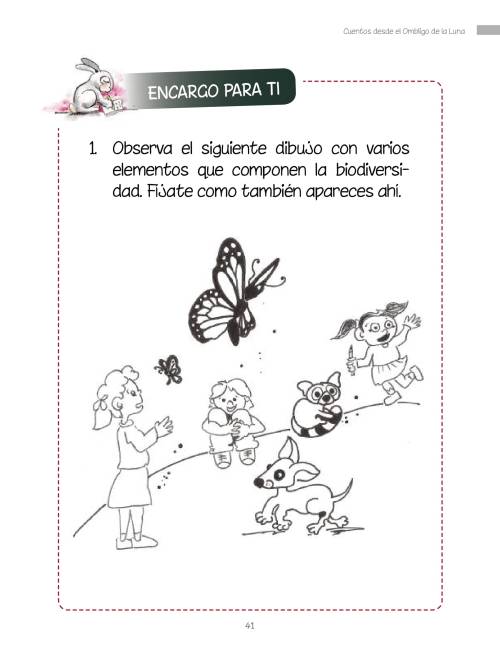 Cuentos desde el Ombligo de la Luna
ENCARGO PARA TI
1. Observa el siguiente dibujo con varios
elementos que componen la biodiversi-
dad. Fíjate como también apareces ahí.
41